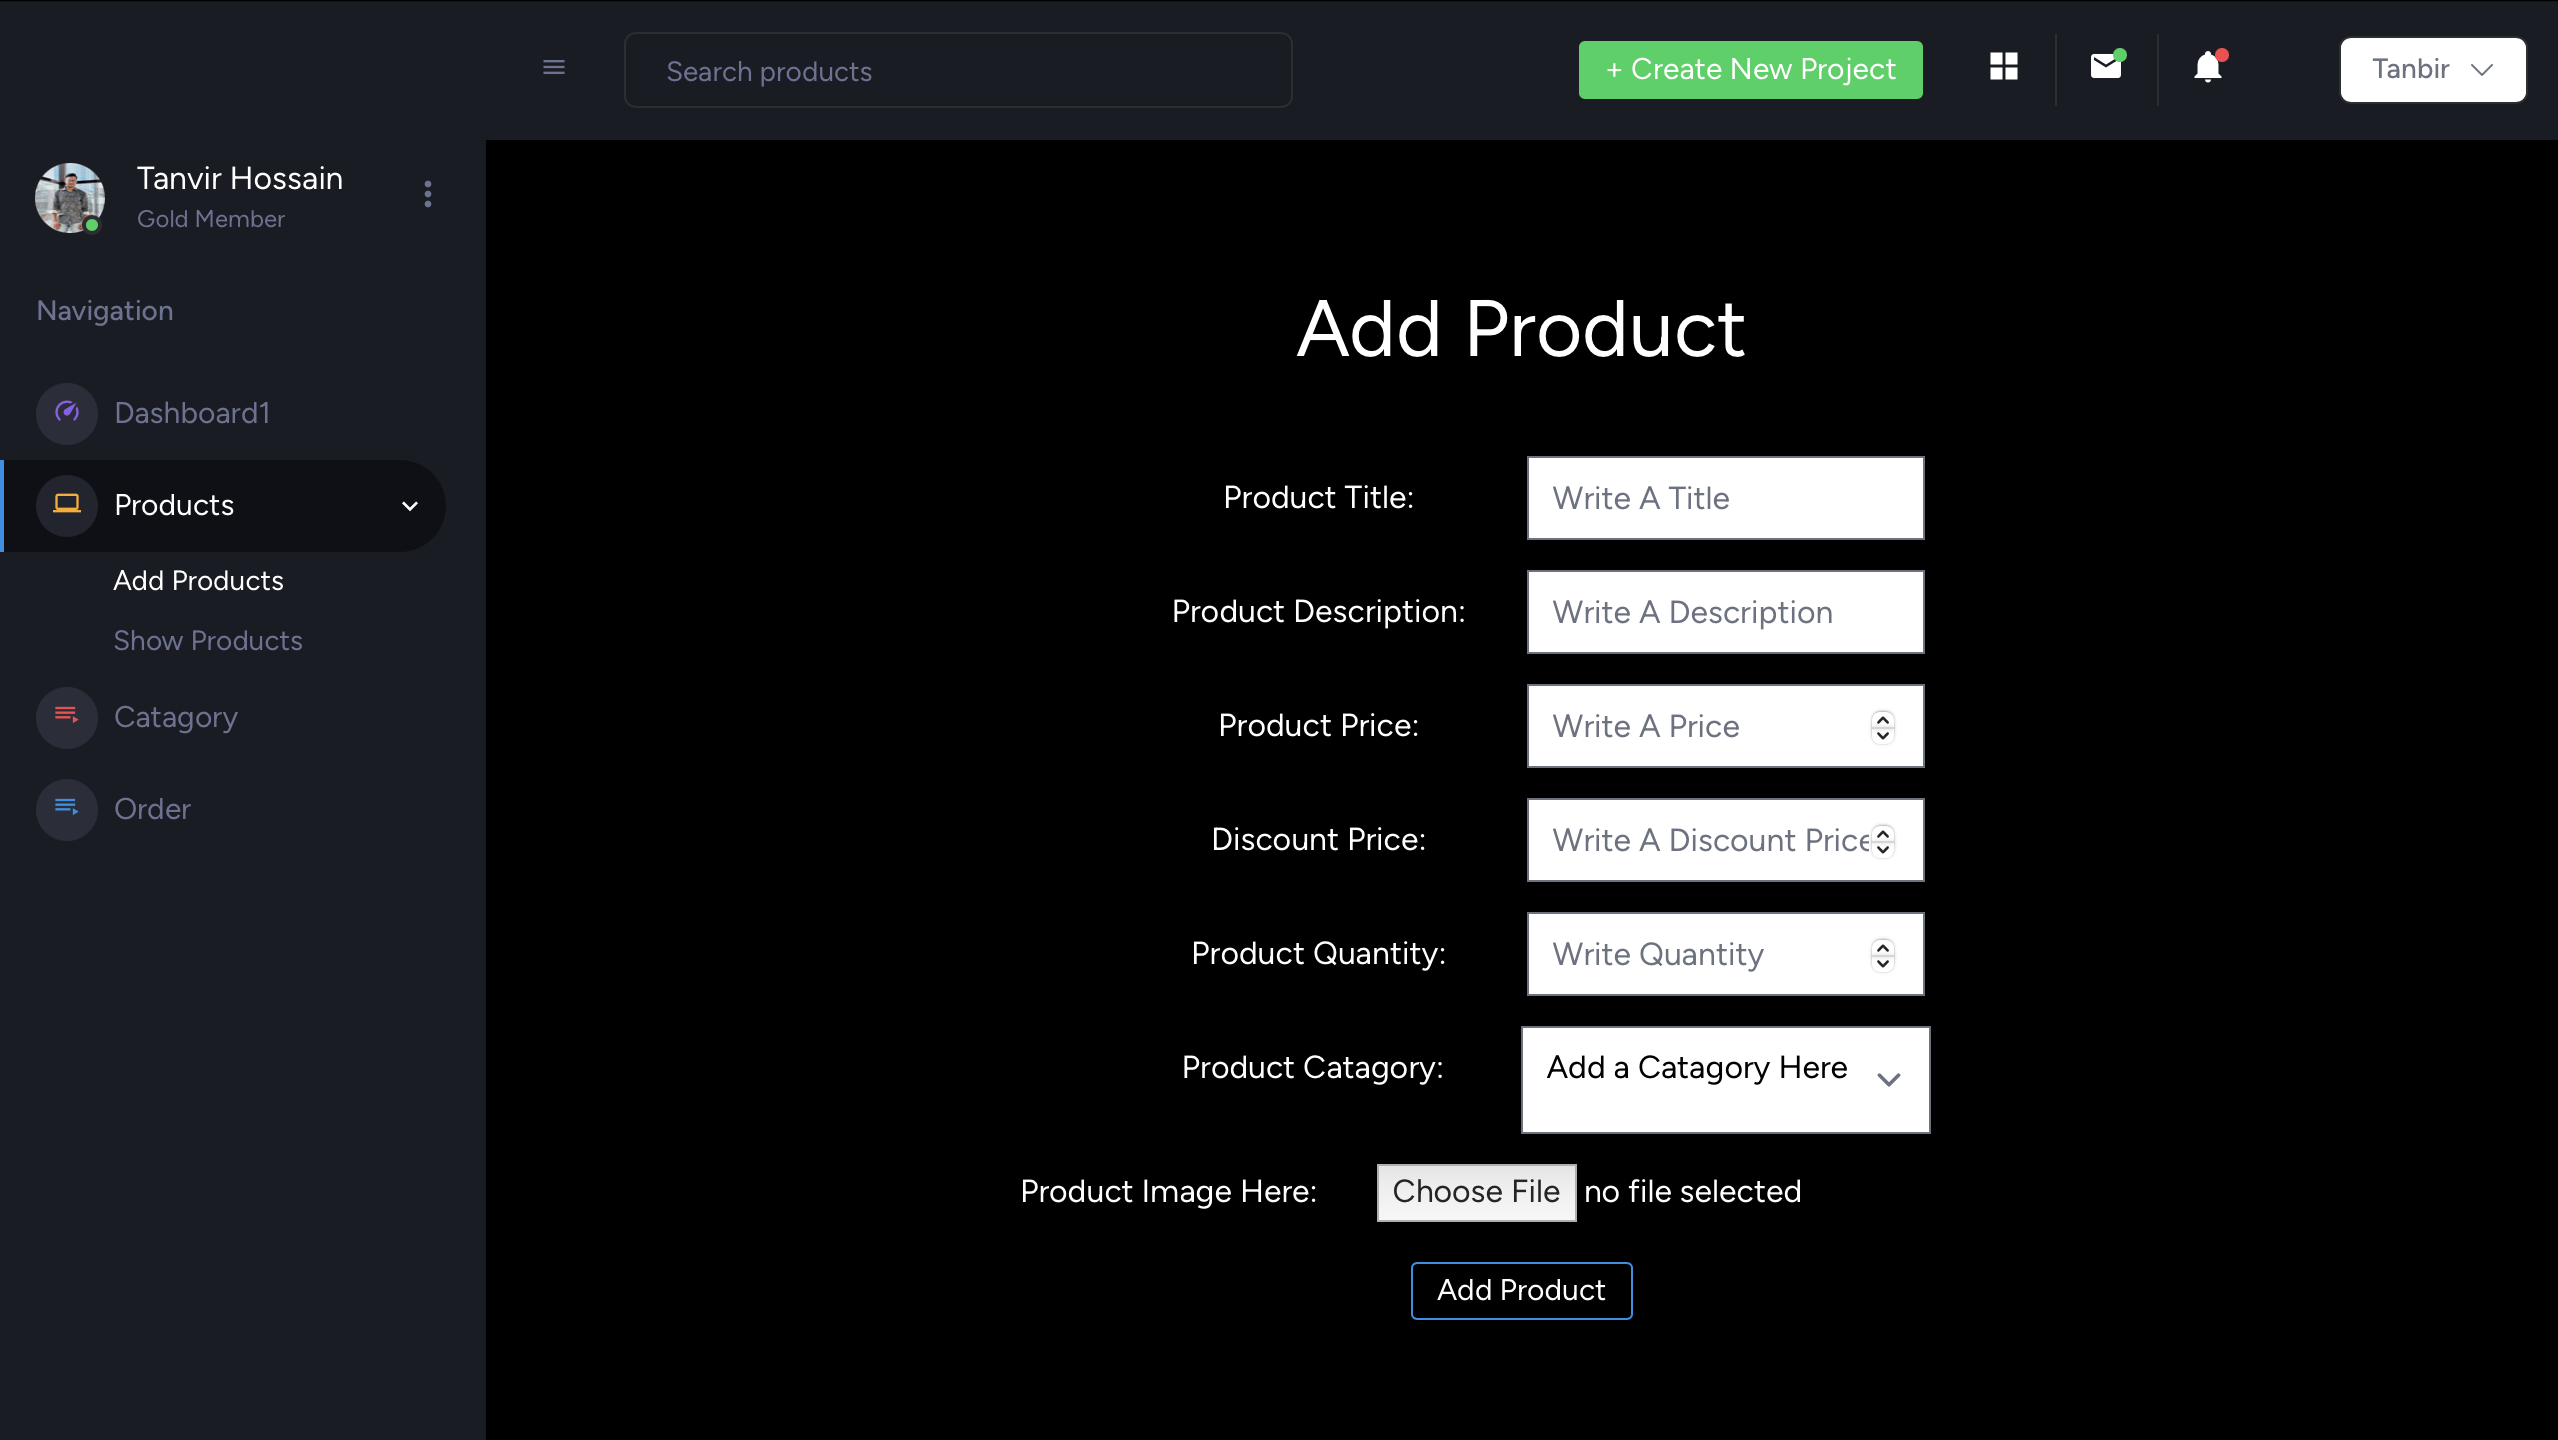 Search products
+ Create New Project
Tanbir
Tanvir Hossain
Gold Member
Navigation
Dashboard1
Products
Add Products
Show Products
Catagory
Order
Add Product
Product Title:
Write A Title
Product Description:
Write A Description
Product Price:
Write A Price
Discount Price:
Write A Discount Price
Product Quantity:
Write Quantity
Product Catagory:
Add a Catagory Here
Product Image Here:
Choose File no file selected
Add Product